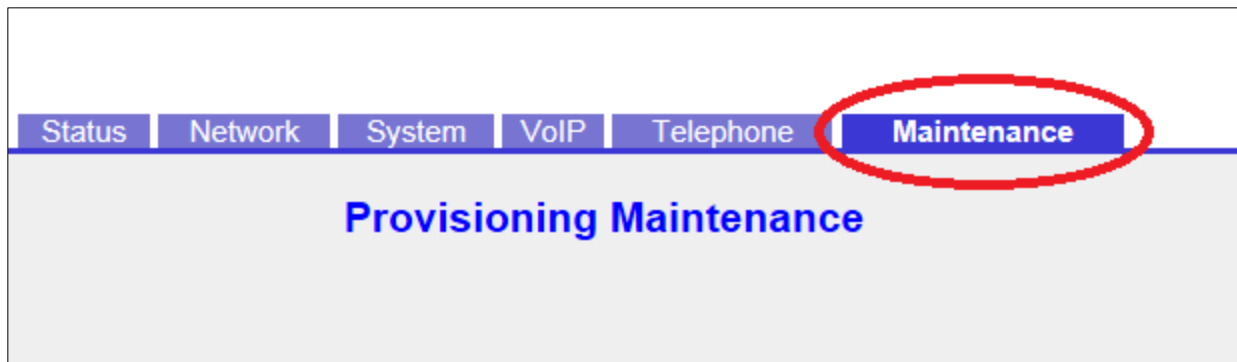 Status Network System VoIP Telephone Maintenance
Provisioning Maintenance